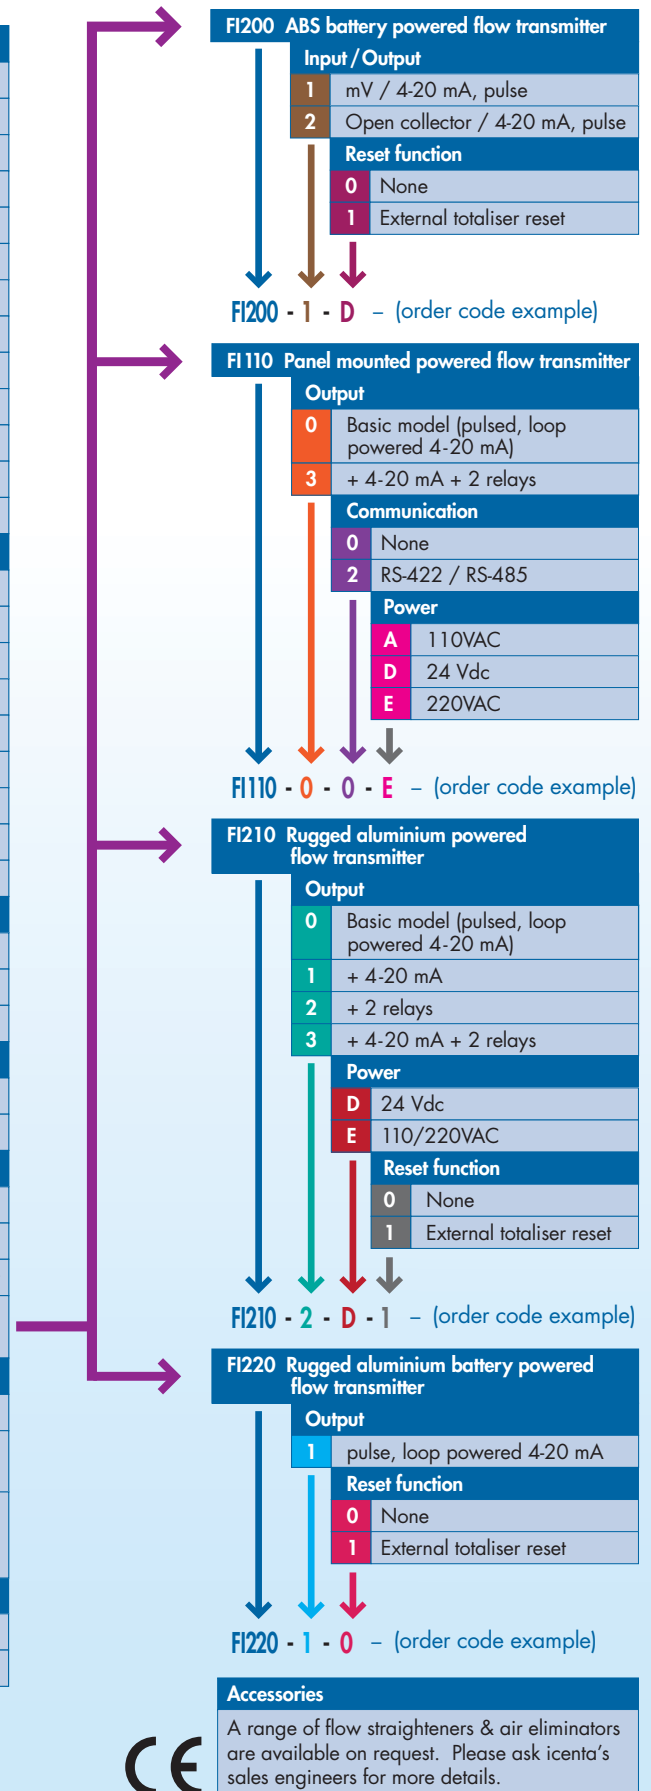 FI200 ABS battery powered flow transmitter
Input / Output
1 mV / 4-20 mA, pulse
2 Open collector / 4-20 mA, pulse
Reset function
0 None
1 External totaliser reset
FI200 - 1 - D – (order code example)
FI110 Panel mounted powered flow transmitter
Output
0 Basic model (pulsed, loop
powered 4-20 mA)
3 + 4-20 mA + 2 relays
Communication
0 None
2 RS-422 / RS-485
Power
A 110VAC
D 24 Vdc
E 220VAC
FI110 - 0 - 0 - E – (order code example)
FI210 Rugged aluminium powered
flow transmitter
Output
0 Basic model (pulsed, loop
powered 4-20 mA)
1 + 4-20 mA
2 + 2 relays
3 + 4-20 mA + 2 relays
Power
D 24 Vdc
E 110/220VAC
Reset function
0 None
1 External totaliser reset
FI210 - 2 - D - 1 – (order code example)
FI220 Rugged aluminium battery powered
flow transmitter
Output
1 pulse, loop powered 4-20 mA
Reset function
0 None
1 External totaliser reset
FI220 - 1 - 0 – (order code example)
Accessories
A range of flow straighteners & air eliminators
are available on request. Please ask icenta's
sales engineers for more details.
CE